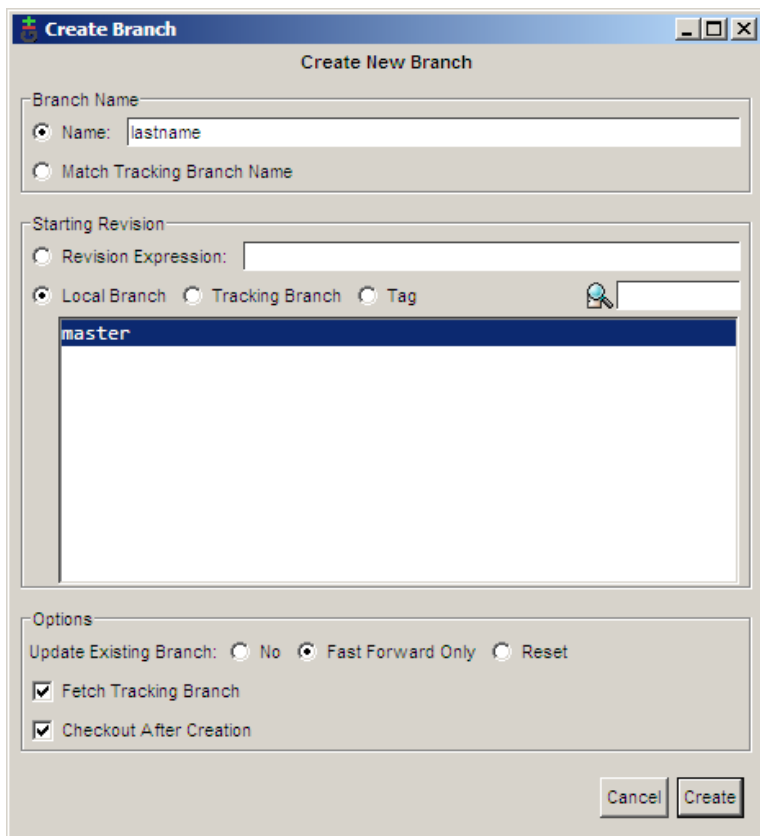 Create Branch
Create New Branch
Branch Name
Name: lastname
Match Tracking Branch Name
Starting Revision
Revision Expression:
Local Branch Tracking Branch Tag
master
Options
Update Existing Branch: No Fast Forward Only Reset
Fetch Tracking Branch
Checkout After Creation
Cancel Create